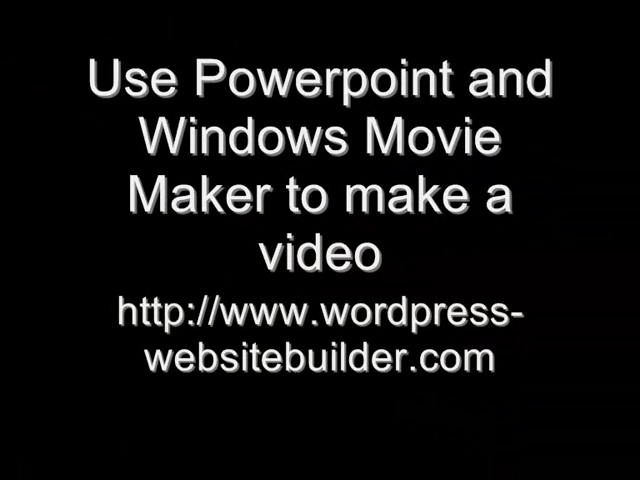 Use Powerpoint and
Windows Movie
Maker to make a
video
http://www.wordpress-
websitebuilder.com